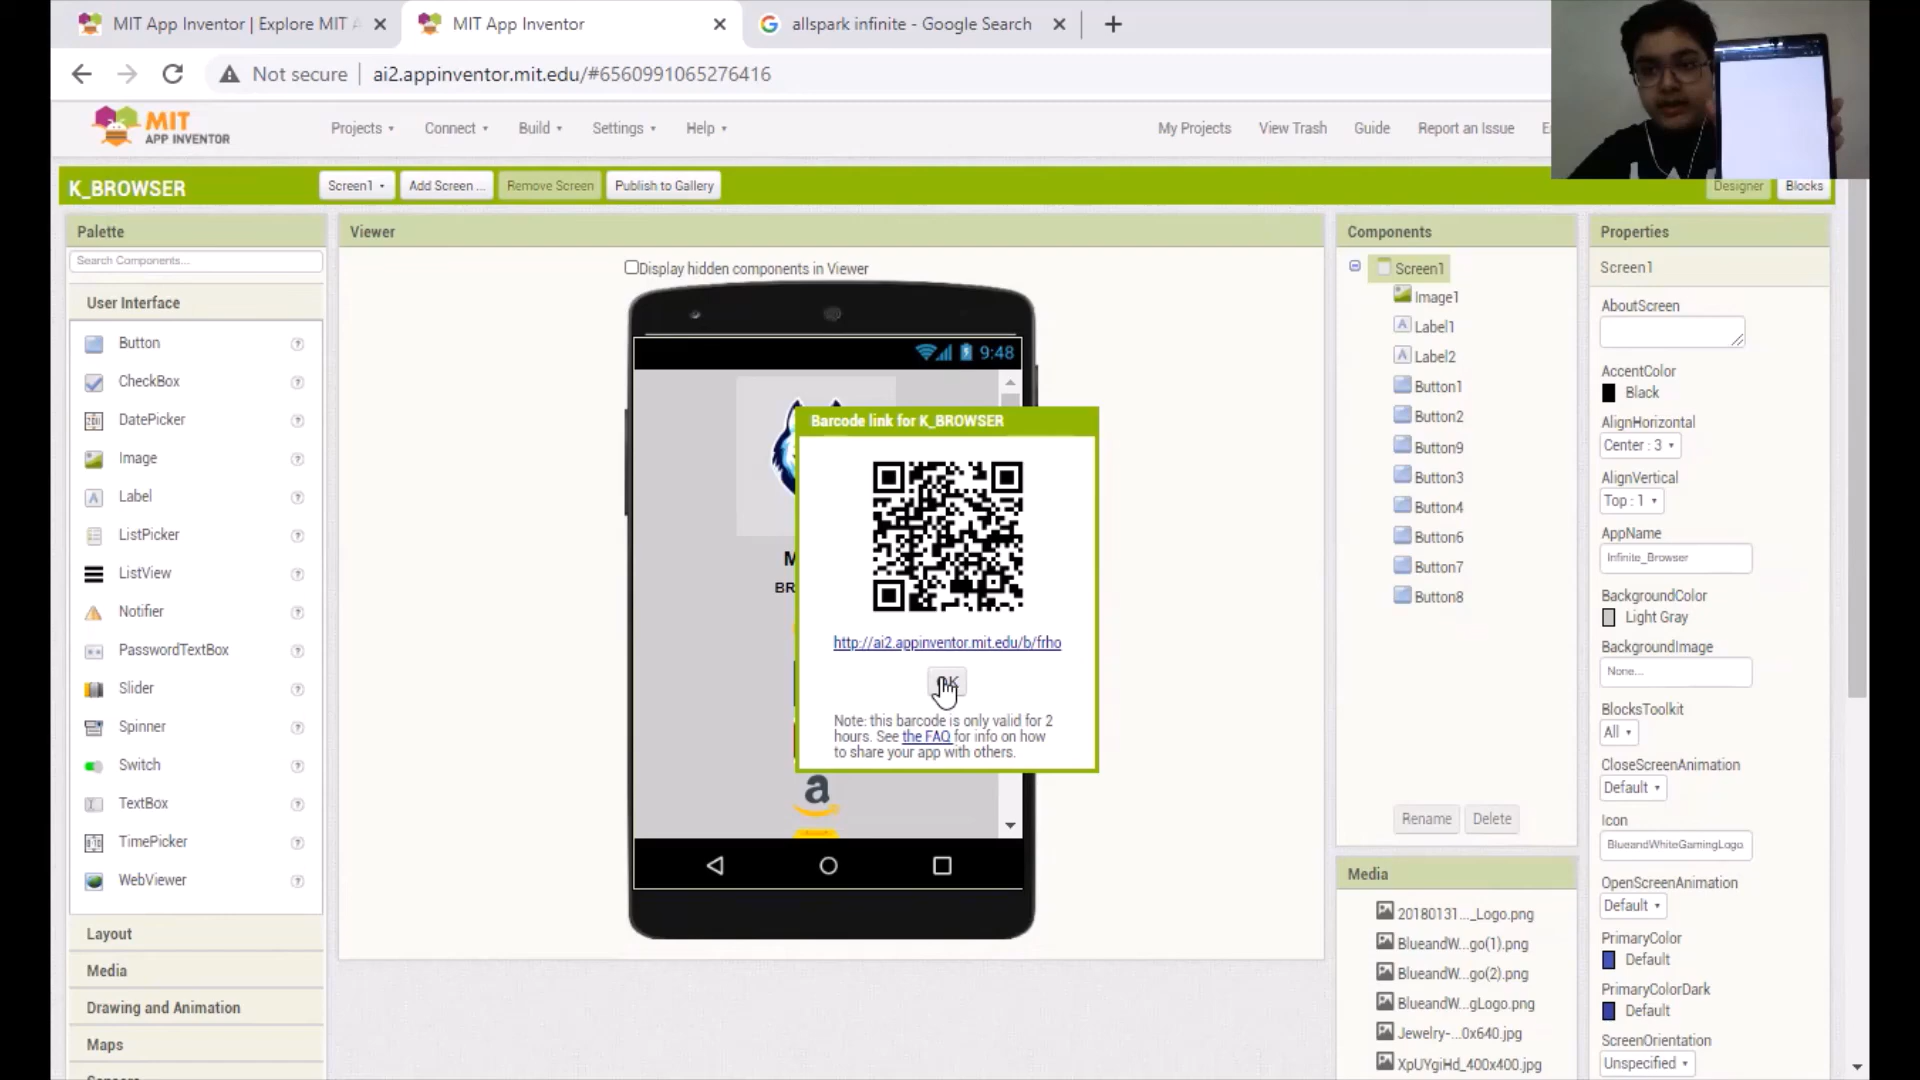 MIT App Inventor | Explore MIT A
MIT App Inventor
allspark infinite - Google Search
Not secure
ai2.appinventor.mit.edu/#6560991065276416
MIT
APP INVENTOR
Projects
Connect
Build
Settings
Help
My Projects
View Trash
Guide
Report an Issue
K_BROWSER
Screen1
Add Screen ...
Remove Screen
Publish to Gallery
Designer
Blocks
Palette
Search Components...
User Interface
Button
CheckBox
DatePicker
Image
Label
ListPicker
ListView
Notifier
PasswordTextBox
Slider
Spinner
Switch
TextBox
TimePicker
WebViewer
Layout
Media
Drawing and Animation
Maps
Viewer
Display hidden components in Viewer
9:48
M
BR
a
Barcode link for K_BROWSER
http://ai2.appinventor.mit.edu/b/frho
OK
Note: this barcode is only valid for 2
hours. See the FAQ for info on how
to share your app with others.
Components
Screen1
Image1
Label1
Label2
Button1
Button2
Button9
Button3
Button4
Button6
Button7
Button8
Rename
Delete
Media
20180131..._Logo.png
BlueandW...go(1).png
BlueandW...go(2).png
BlueandW...gLogo.png
Jewelry-...0x640.jpg
XpUYgiHd_400x400.jpg
Properties
Screen1
AboutScreen
AccentColor
Black
AlignHorizontal
Center : 3
AlignVertical
Top : 1
AppName
Infinite_Browser
BackgroundColor
Light Gray
BackgroundImage
None...
BlocksToolkit
All
CloseScreenAnimation
Default
Icon
BlueandWhiteGamingLogo
OpenScreenAnimation
Default
PrimaryColor
Default
PrimaryColorDark
Default
ScreenOrientation
Unspecified